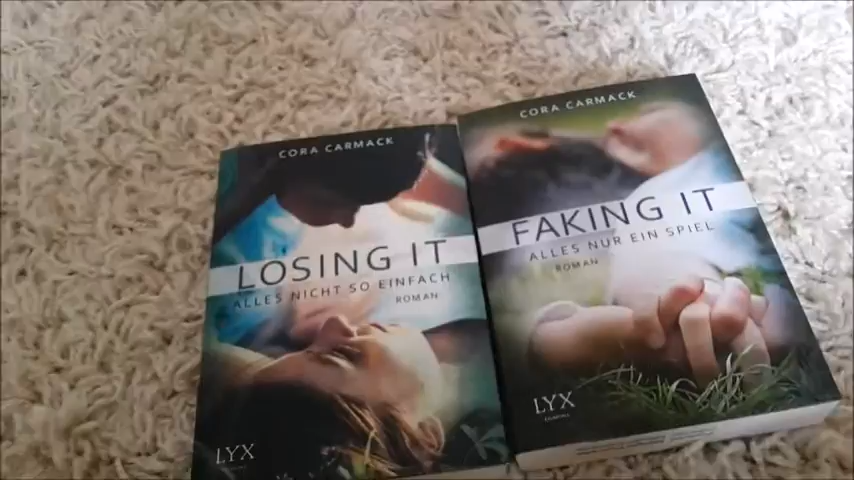 CORA CARMACK
LOSING IT
ALLES NICHT SO EINFACH
ROMAN
LYX
CORA CARMACK
FAKING IT
ALLES NUR EIN SPIEL
ROMAN
LYX